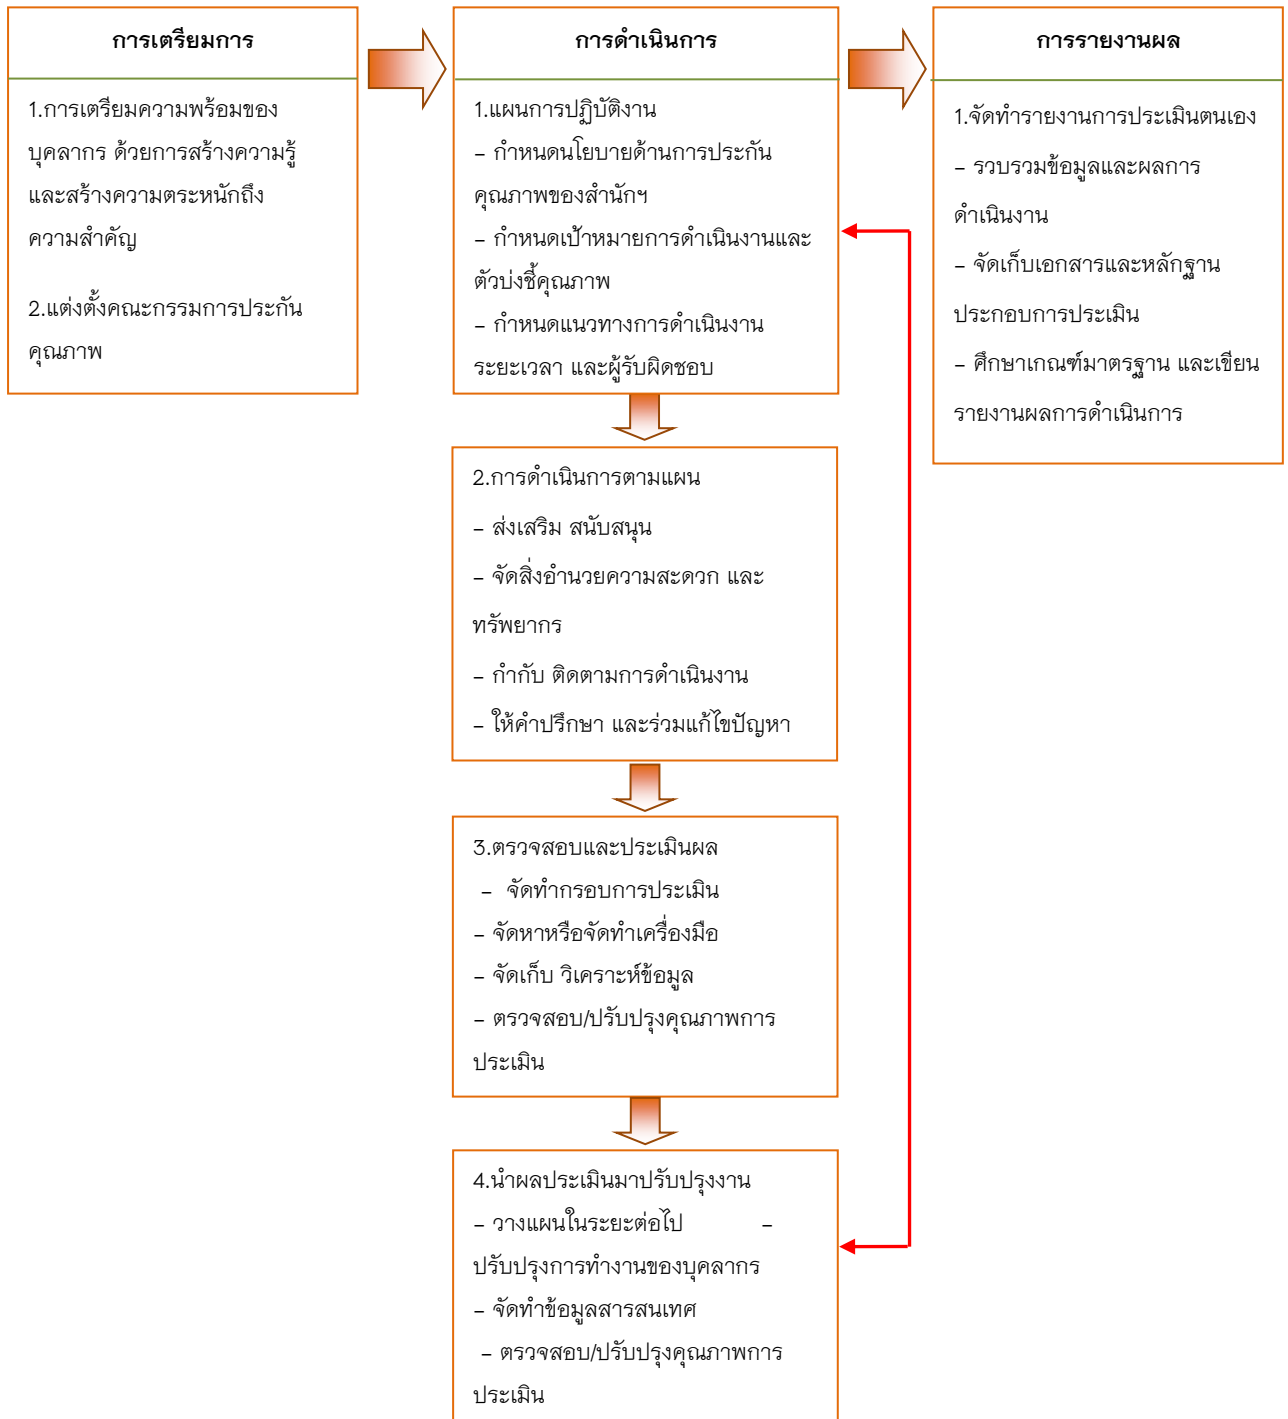 การเตรียมการ
1.การเตรียมความพร้อมของ
บุคลากร ด้วยการสร้างความรู้
และสร้างความตระหนักถึง
ความสำคัญ
2.แต่งตั้งคณะกรรมการประกัน
คุณภาพ
การดำเนินการ
1.แผนการปฏิบัติงาน
– กำหนดนโยบายด้านการประกัน
คุณภาพของสำนักฯ
– กำหนดเป้าหมายการดำเนินงานและ
ตัวบ่งชี้คุณภาพ
– กำหนดแนวทางการดำเนินงาน
ระยะเวลา และผู้รับผิดชอบ
2.การดำเนินการตามแผน
– ส่งเสริม สนับสนุน
– จัดสิ่งอำนวยความสะดวก และ
ทรัพยากร
– กำกับ ติดตามการดำเนินงาน
– ให้คำปรึกษา และร่วมแก้ไขปัญหา
3.ตรวจสอบและประเมินผล
– จัดทำกรอบการประเมิน
– จัดหาหรือจัดทำเครื่องมือ
– จัดเก็บ วิเคราะห์ข้อมูล
– ตรวจสอบ/ปรับปรุงคุณภาพการ
ประเมิน
4.นำผลประเมินมาปรับปรุงงาน
– วางแผนในระยะต่อไป –
ปรับปรุงการทำงานของบุคลากร
– จัดทำข้อมูลสารสนเทศ
– ตรวจสอบ/ปรับปรุงคุณภาพการ
ประเมิน
การรายงานผล
1.จัดทำรายงานการประเมินตนเอง
– รวบรวมข้อมูลและผลการ
ดำเนินงาน
– จัดเก็บเอกสารและหลักฐาน
ประกอบการประเมิน
– ศึกษาเกณฑ์มาตรฐาน และเขียน
รายงานผลการดำเนินการ